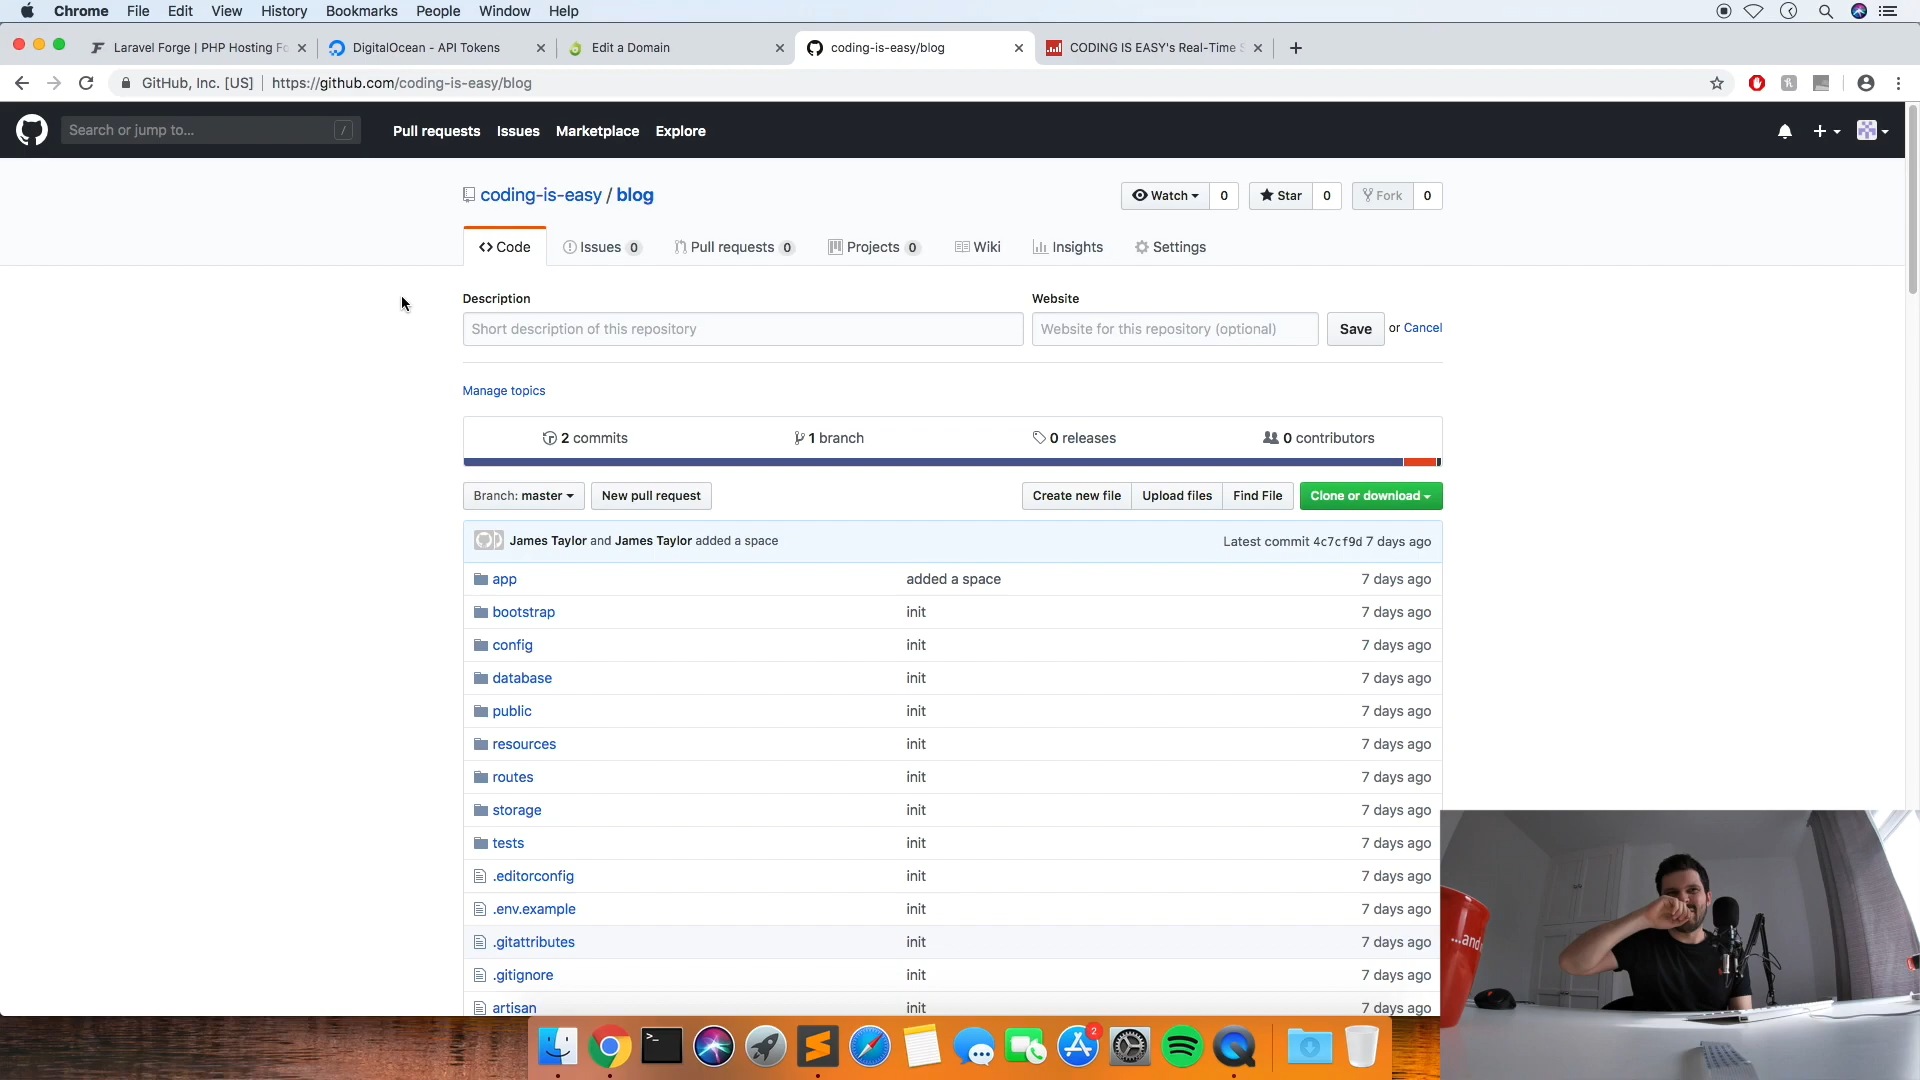 Chrome File Edit View History Bookmarks People Window Help
Laravel Forge | PHP Hosting Fo
DigitalOcean - API Tokens
Edit a Domain
coding-is-easy/blog
CODING IS EASY's Real-Time S
GitHub, Inc. [US] https://github.com/coding-is-easy/blog
Search or jump to... /
Pull requests Issues Marketplace Explore
coding-is-easy / blog
Watch 0 Star 0 Fork 0
Code Issues 0 Pull requests 0 Projects 0 Wiki Insights Settings
Description Website
Short description of this repository Website for this repository (optional) Save or Cancel
Manage topics
2 commits 1 branch 0 releases 0 contributors
Branch: master New pull request Create new file Upload files Find File Clone or download
James Taylor and James Taylor added a space Latest commit 4c7cf9d 7 days ago
app added a space 7 days ago
bootstrap init 7 days ago
config init 7 days ago
database init 7 days ago
public init 7 days ago
resources init 7 days ago
routes init 7 days ago
storage init 7 days ago
tests init 7 days ago
.editorconfig init 7 days ago
.env.example init 7 days ago
.gitattributes init 7 days ago
.gitignore init 7 days ago
artisan init 7 days ago
...and
2